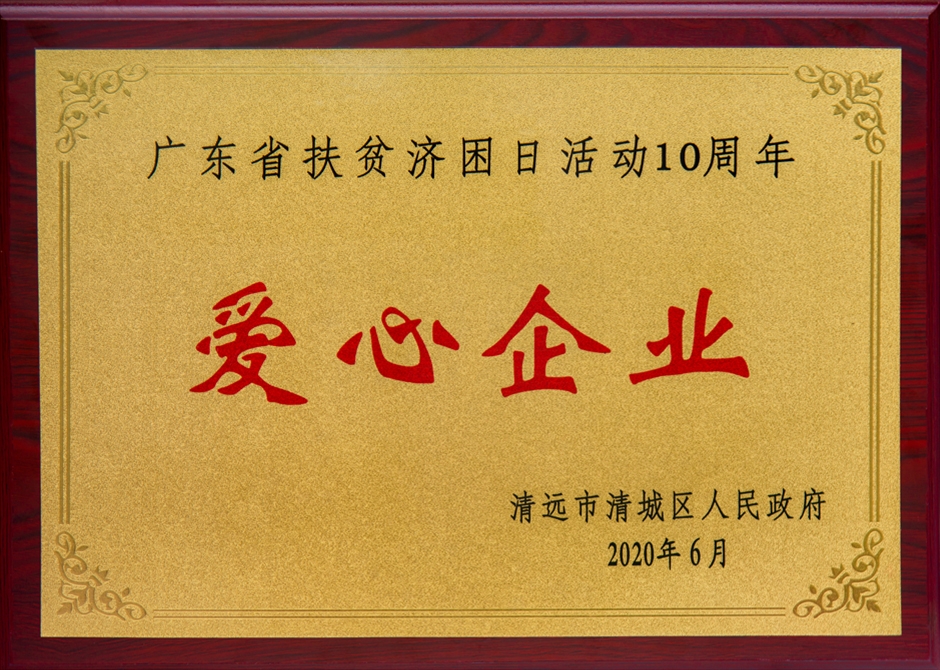 广东省扶贫济困日活动10周年
爱心企业
清远市清城区人民政府
2020年6月